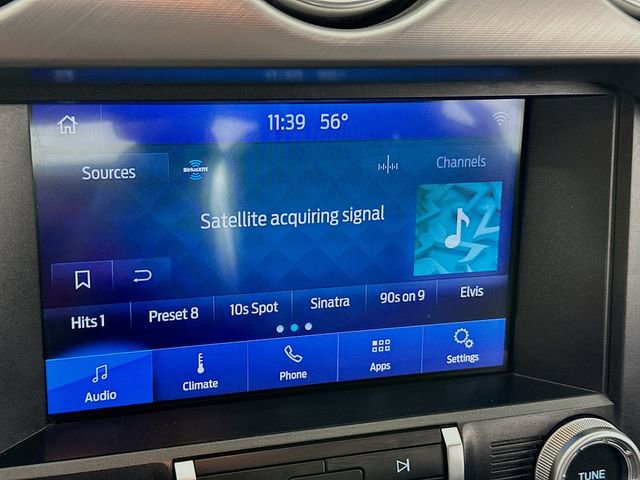 11:39 56°
Sources
SiriusXM
Channels
Satellite acquiring signal
Hits 1
Preset 8
10s Spot
Sinatra
90s on 9
Elvis
Audio
Climate
Phone
Apps
Settings
TUNE